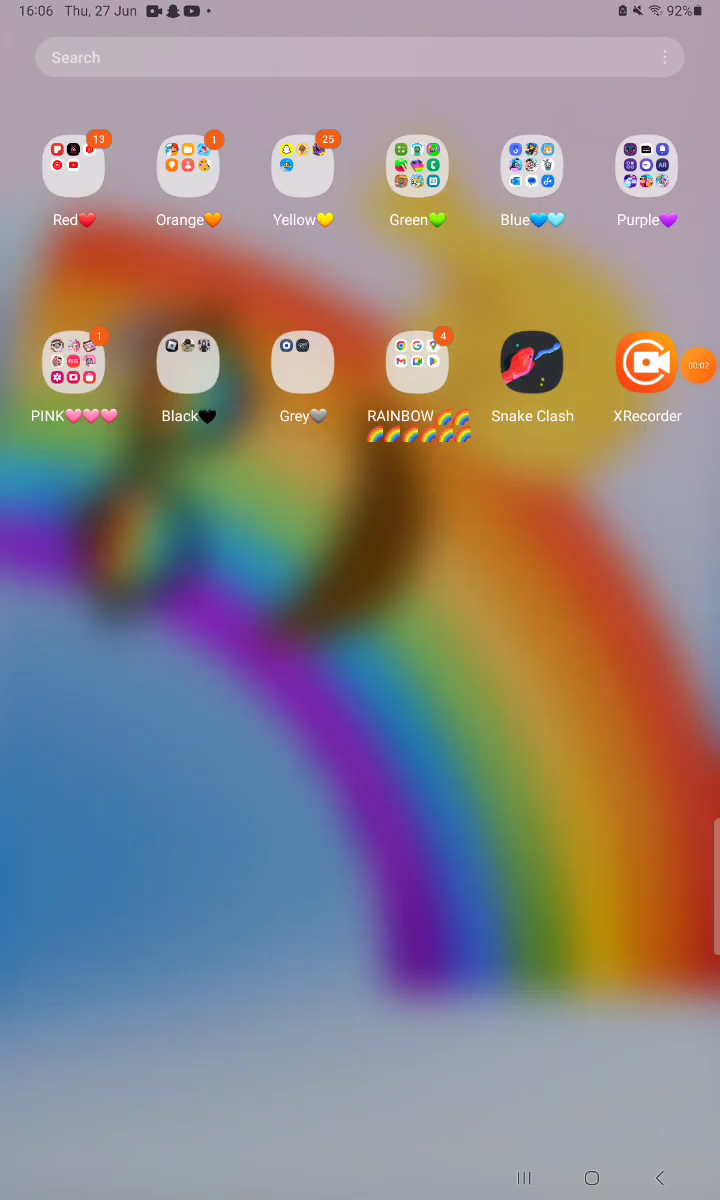 16:06 Thu, 27 Jun
92%
Search
13
1
25
Red❤️
Orange🧡
Yellow💛
Green💚
Blue💙🩵
Purple💜
1
4
00:02
PINK🩷🩷🩷
Black🖤
Grey🩶
RAINBOW 🌈🌈
🌈🌈🌈🌈🌈🌈
Snake Clash
XRecorder